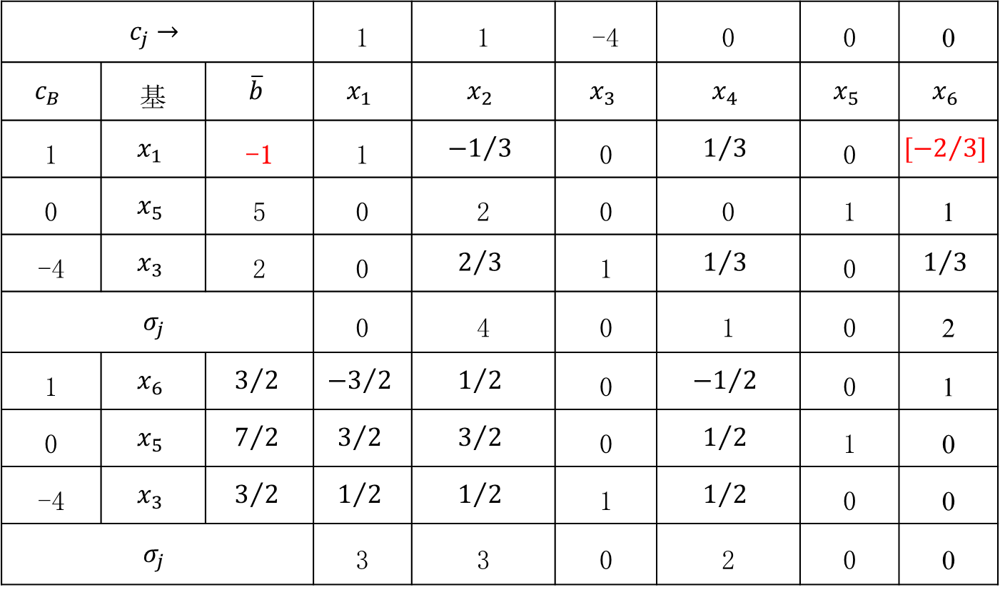 c_j → 1 1 −4 0 0 0
c_B 基 b̄ x_1 x_2 x_3 x_4 x_5 x_6
1 x_1 −1 1 −1/3 0 1/3 0 [−2/3]
0 x_5 5 0 2 0 0 1 1
−4 x_3 2 0 2/3 1 1/3 0 1/3
σ_j 0 4 0 1 0 2
1 x_6 3/2 −3/2 1/2 0 −1/2 0 1
0 x_5 7/2 3/2 3/2 0 1/2 1 0
−4 x_3 3/2 1/2 1/2 1 1/2 0 0
σ_j 3 3 0 2 0 0